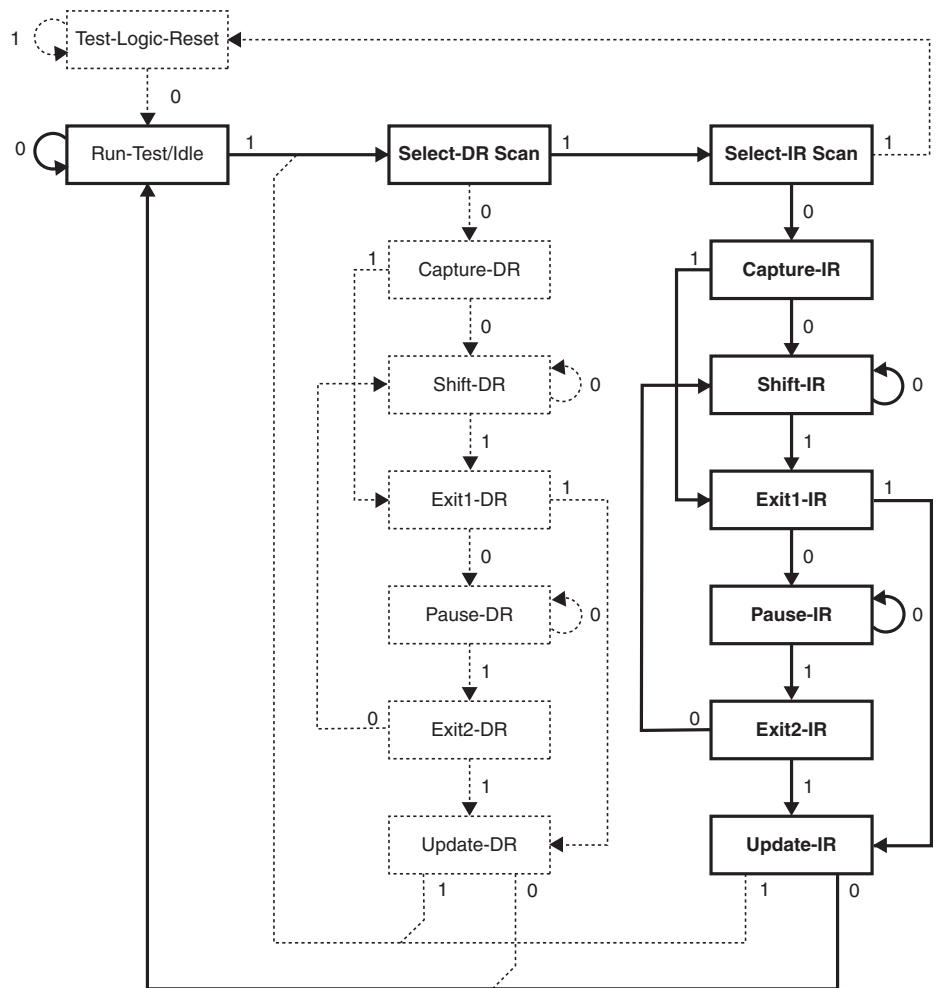 Test-Logic-Reset
1
0
0
Run-Test/Idle
1
Select-DR Scan
1
Select-IR Scan
1
0
0
1
Capture-DR
1
Capture-IR
0
0
Shift-DR
0
Shift-IR
0
1
1
Exit1-DR
1
Exit1-IR
1
0
0
Pause-DR
0
Pause-IR
0
1
1
0
Exit2-DR
0
Exit2-IR
1
1
Update-DR
Update-IR
1
0
1
0